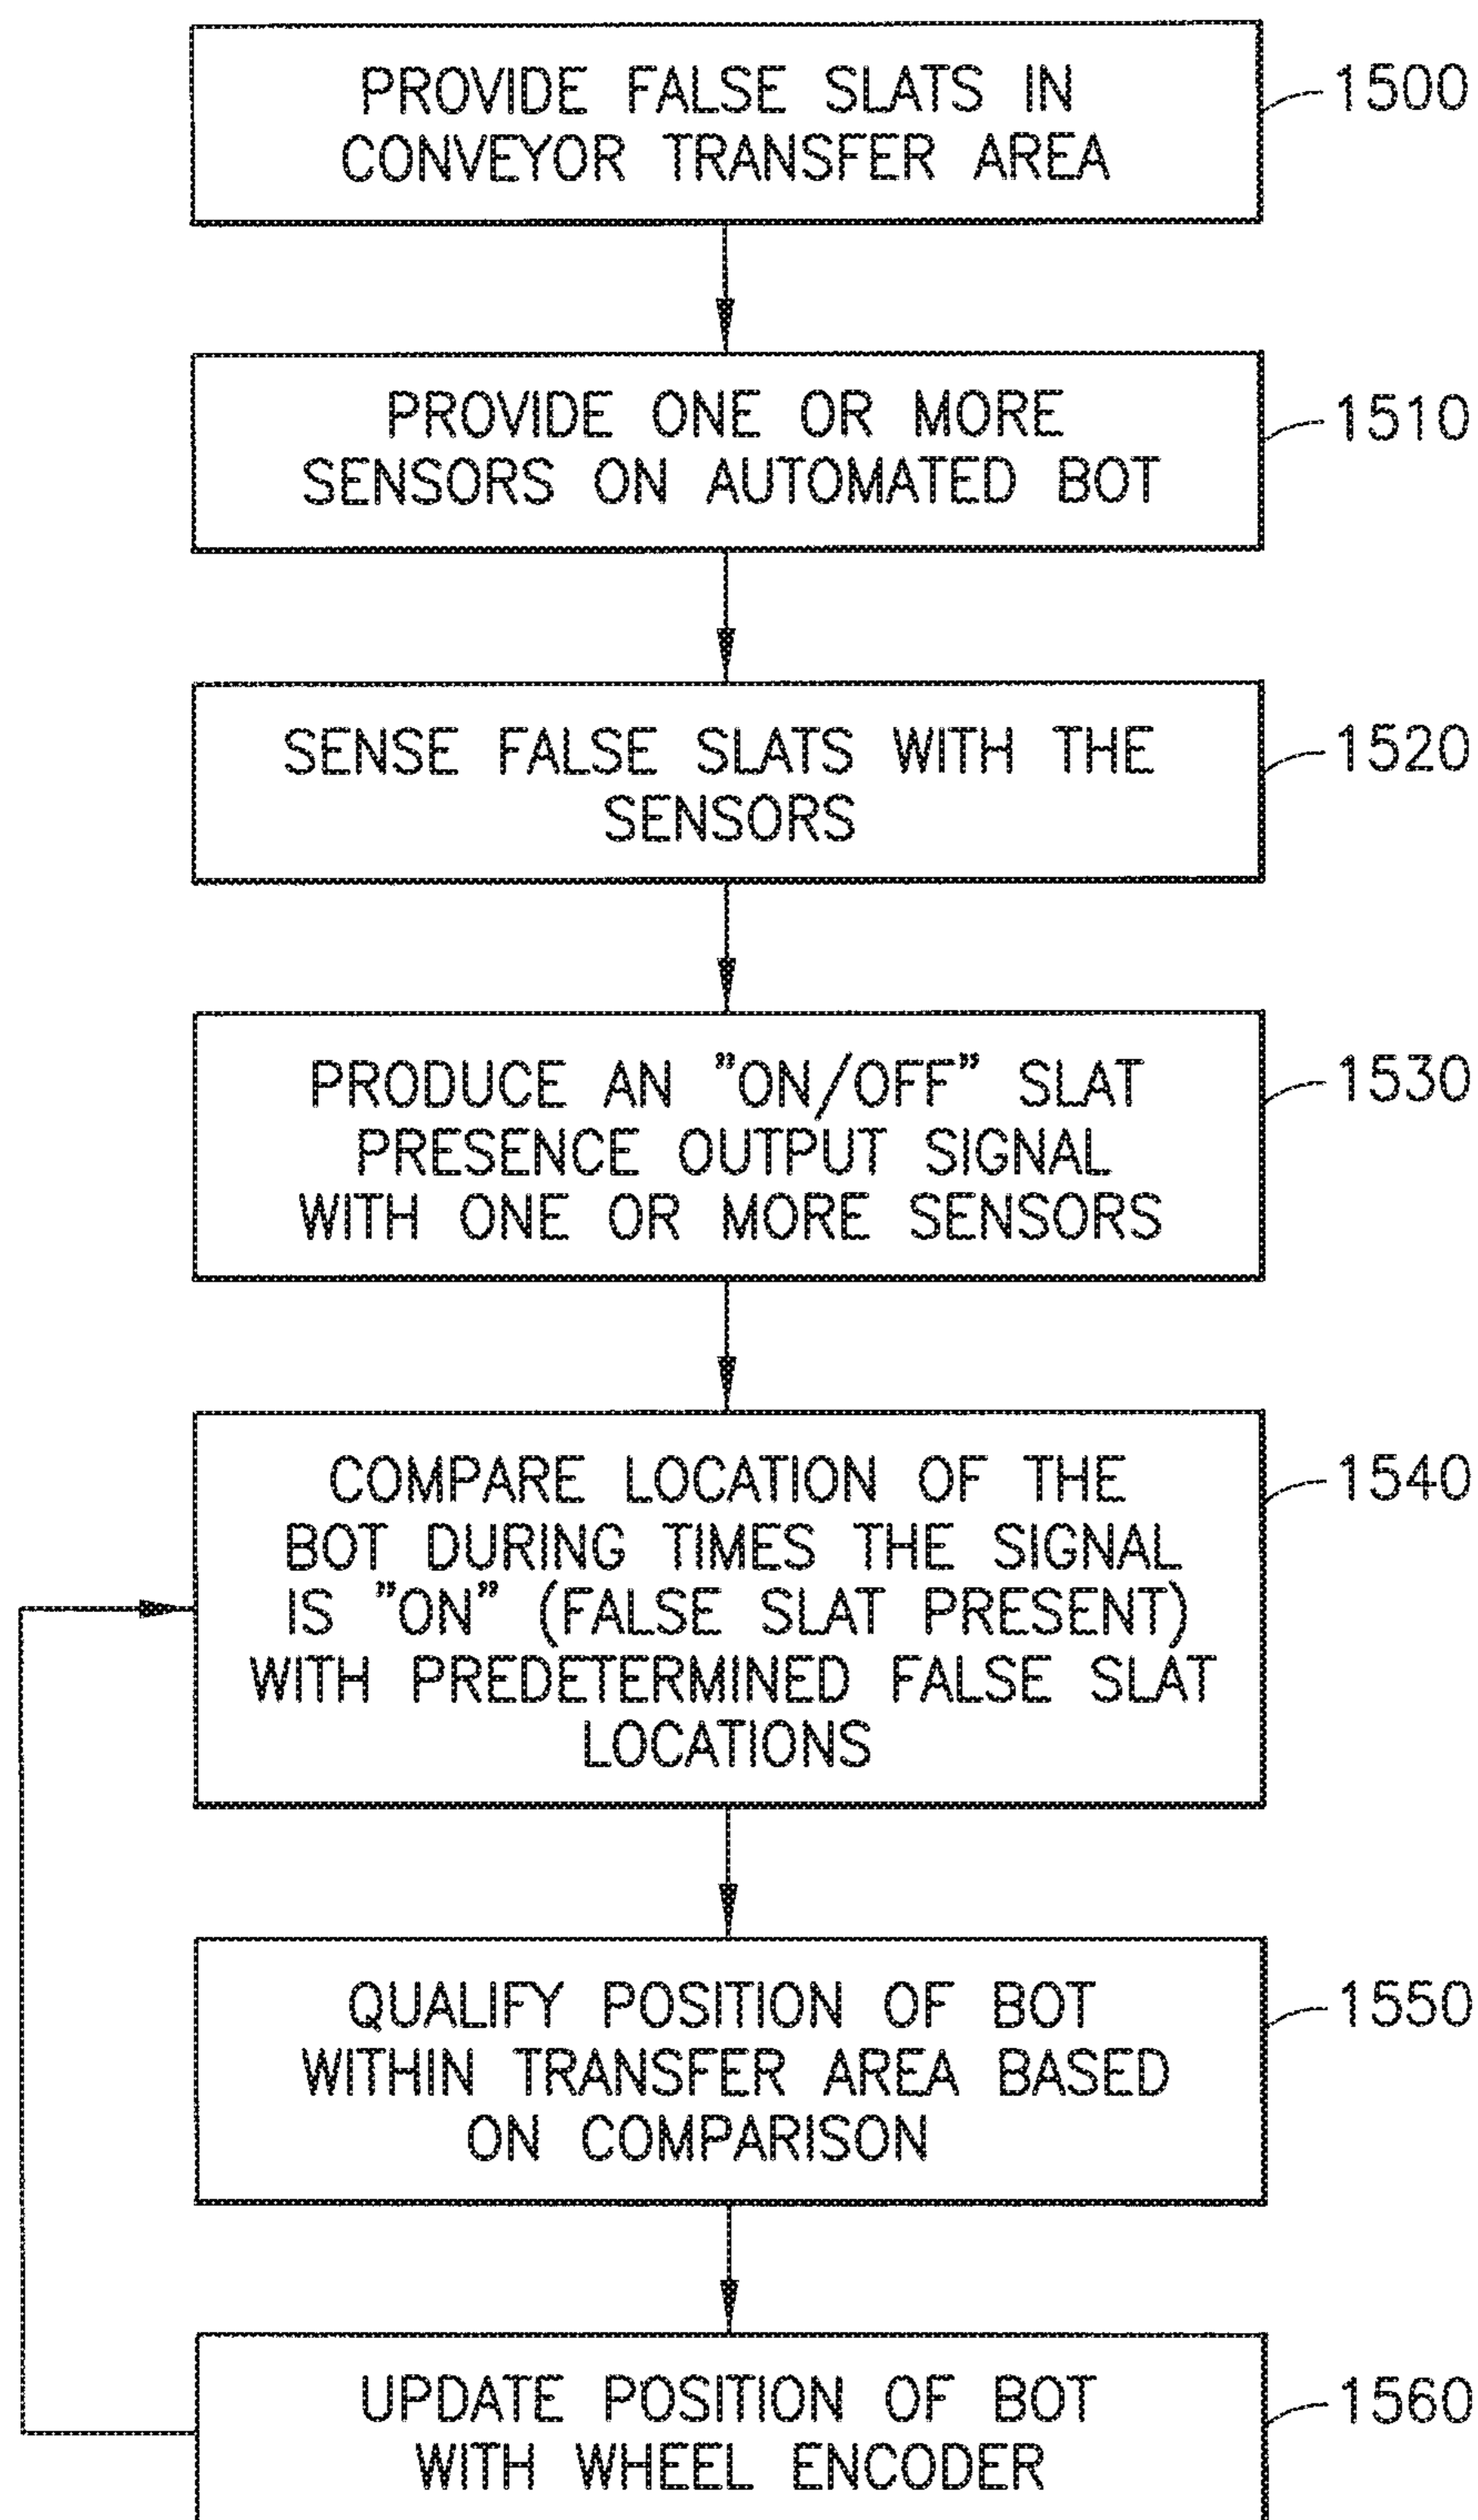 PROVIDE FALSE SLATS IN
CONVEYOR TRANSFER AREA
1500
PROVIDE ONE OR MORE
SENSORS ON AUTOMATED BOT
1510
SENSE FALSE SLATS WITH THE
SENSORS
1520
PRODUCE AN "ON/OFF" SLAT
PRESENCE OUTPUT SIGNAL
WITH ONE OR MORE SENSORS
1530
COMPARE LOCATION OF THE
BOT DURING TIMES THE SIGNAL
IS "ON" (FALSE SLAT PRESENT)
WITH PREDETERMINED FALSE SLAT
LOCATIONS
1540
QUALIFY POSITION OF BOT
WITHIN TRANSFER AREA BASED
ON COMPARISON
1550
UPDATE POSITION OF BOT
WITH WHEEL ENCODER
1560